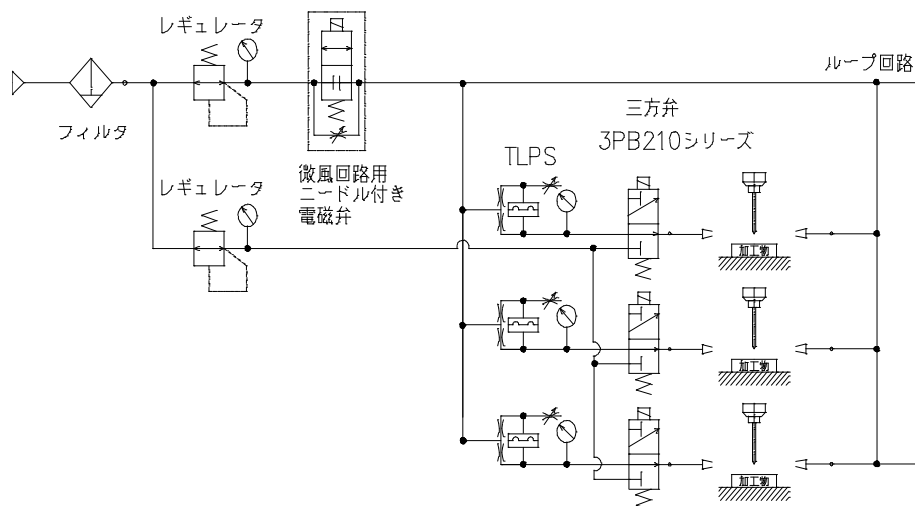 レギュレータ
ループ回路
フィルタ
三方弁
3PB210シリーズ
TLPS
微風回路用
ニードル付き
電磁弁
レギュレータ
加工物
加工物
加工物